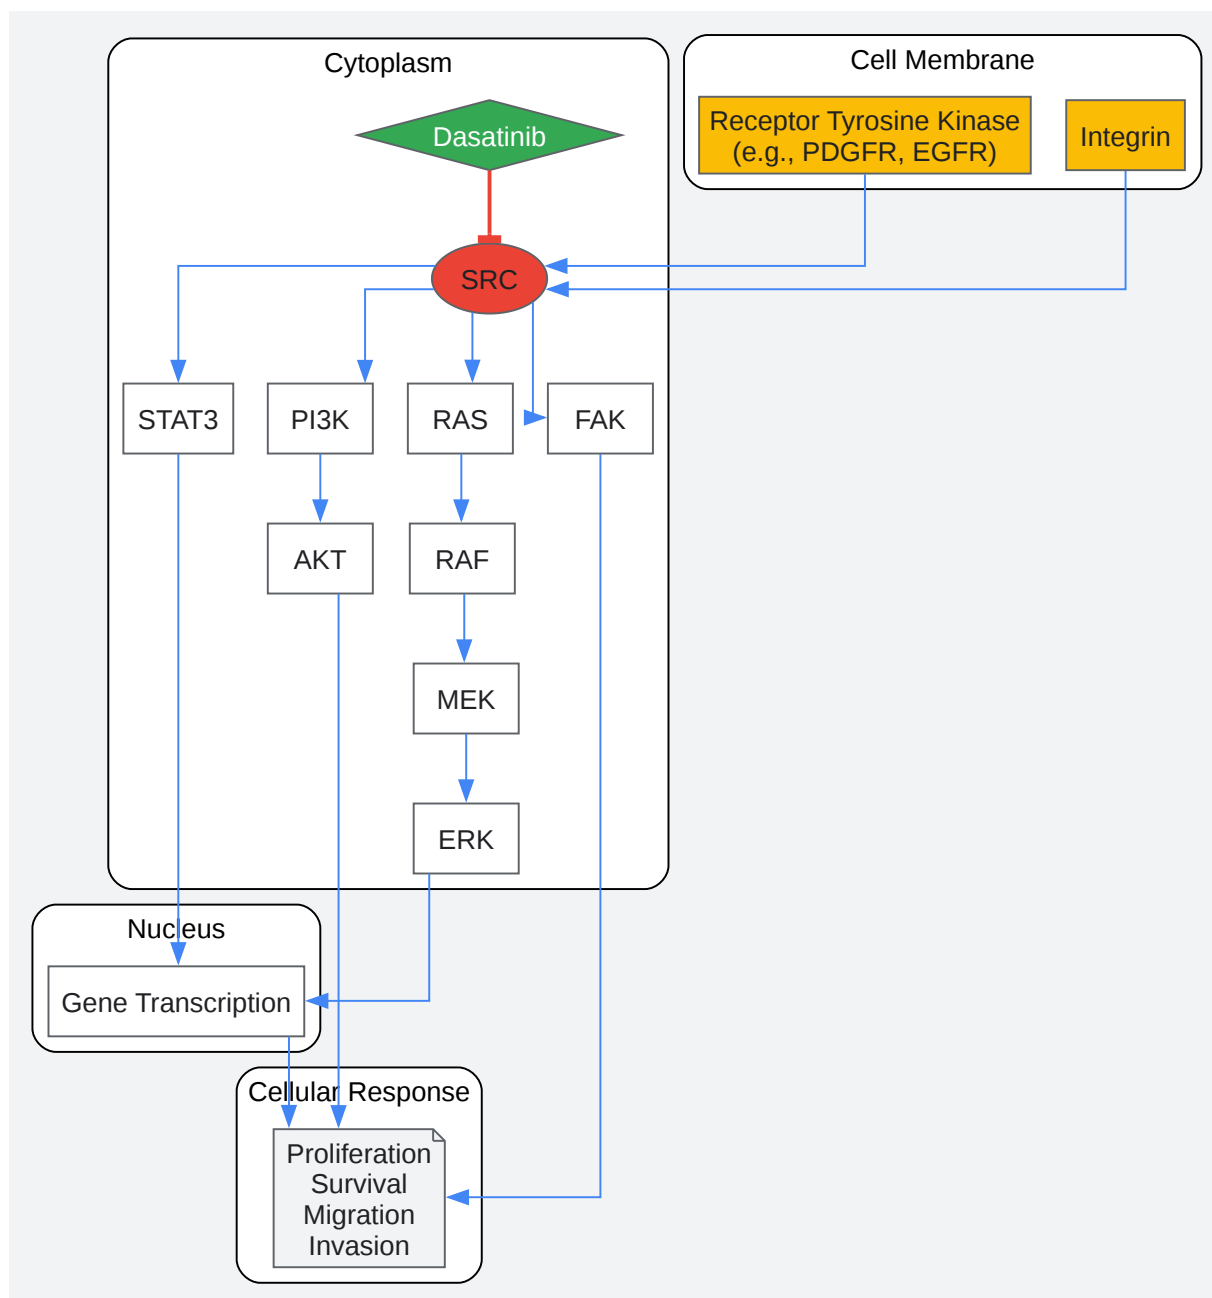 Cytoplasm
Cell Membrane
Dasatinib
Receptor Tyrosine Kinase
(e.g., PDGFR, EGFR)
Integrin
SRC
STAT3
PI3K
RAS
FAK
AKT
RAF
MEK
ERK
Nucleus
Gene Transcription
Cellular Response
Proliferation
Survival
Migration
Invasion